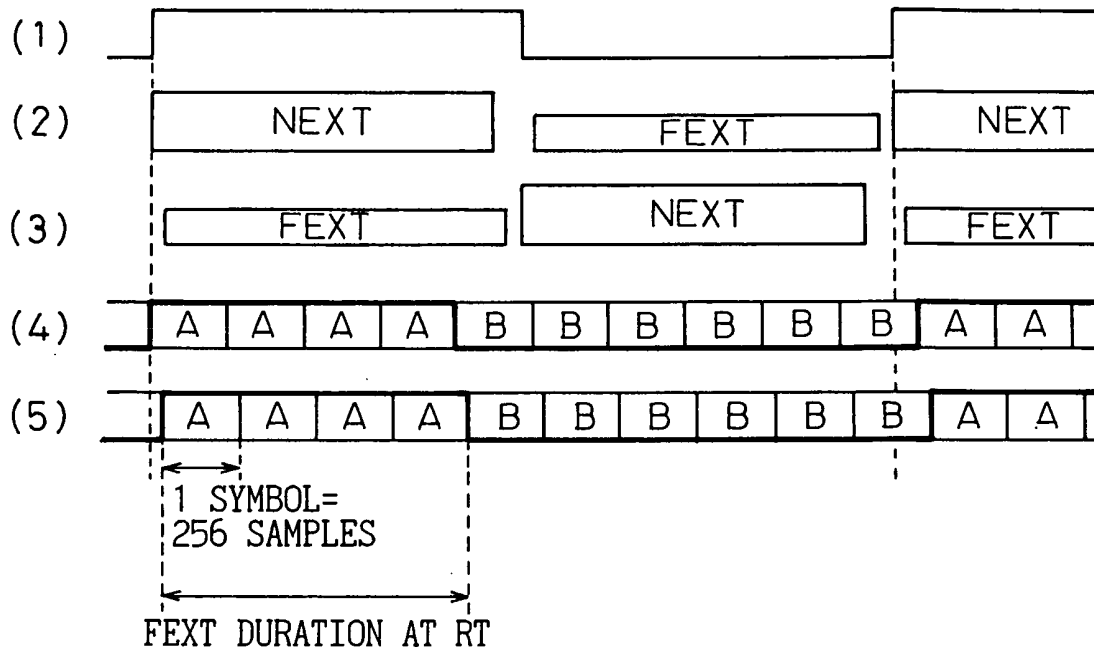 (1)
(2) NEXT FEXT NEXT
(3) FEXT NEXT FEXT
(4) A A A A B B B B B B A A
(5) A A A A B B B B B B A A
1 SYMBOL=
256 SAMPLES
FEXT DURATION AT RT